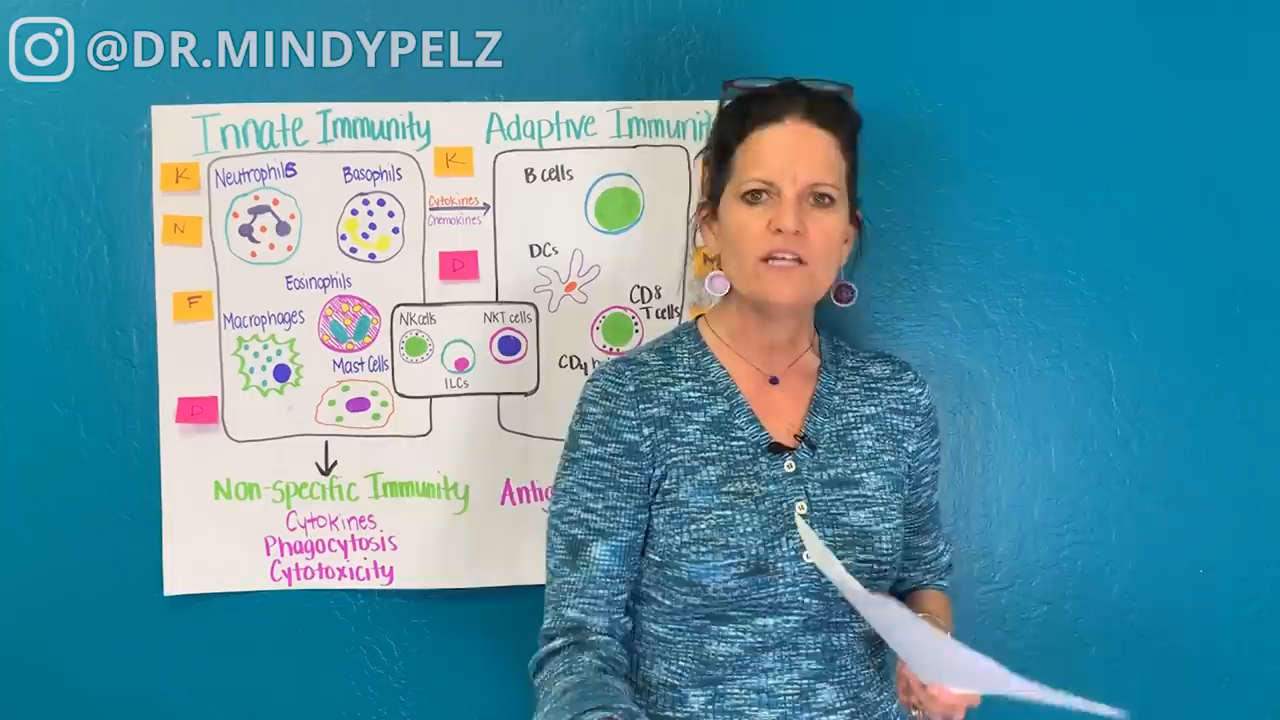 @DR.MINDYPELZ
Innate Immunity
Adaptive Immunit
K
N
F
D
Neutrophils
Basophils
Eosinophils
Macrophages
Mast Cells
K
Cytokines
Chemokines
D
NK cells
NKT cells
ILCs
B cells
DCs
CD8
T cells
CD4
Non-specific Immunity
Cytokines
Phagocytosis
Cytotoxicity